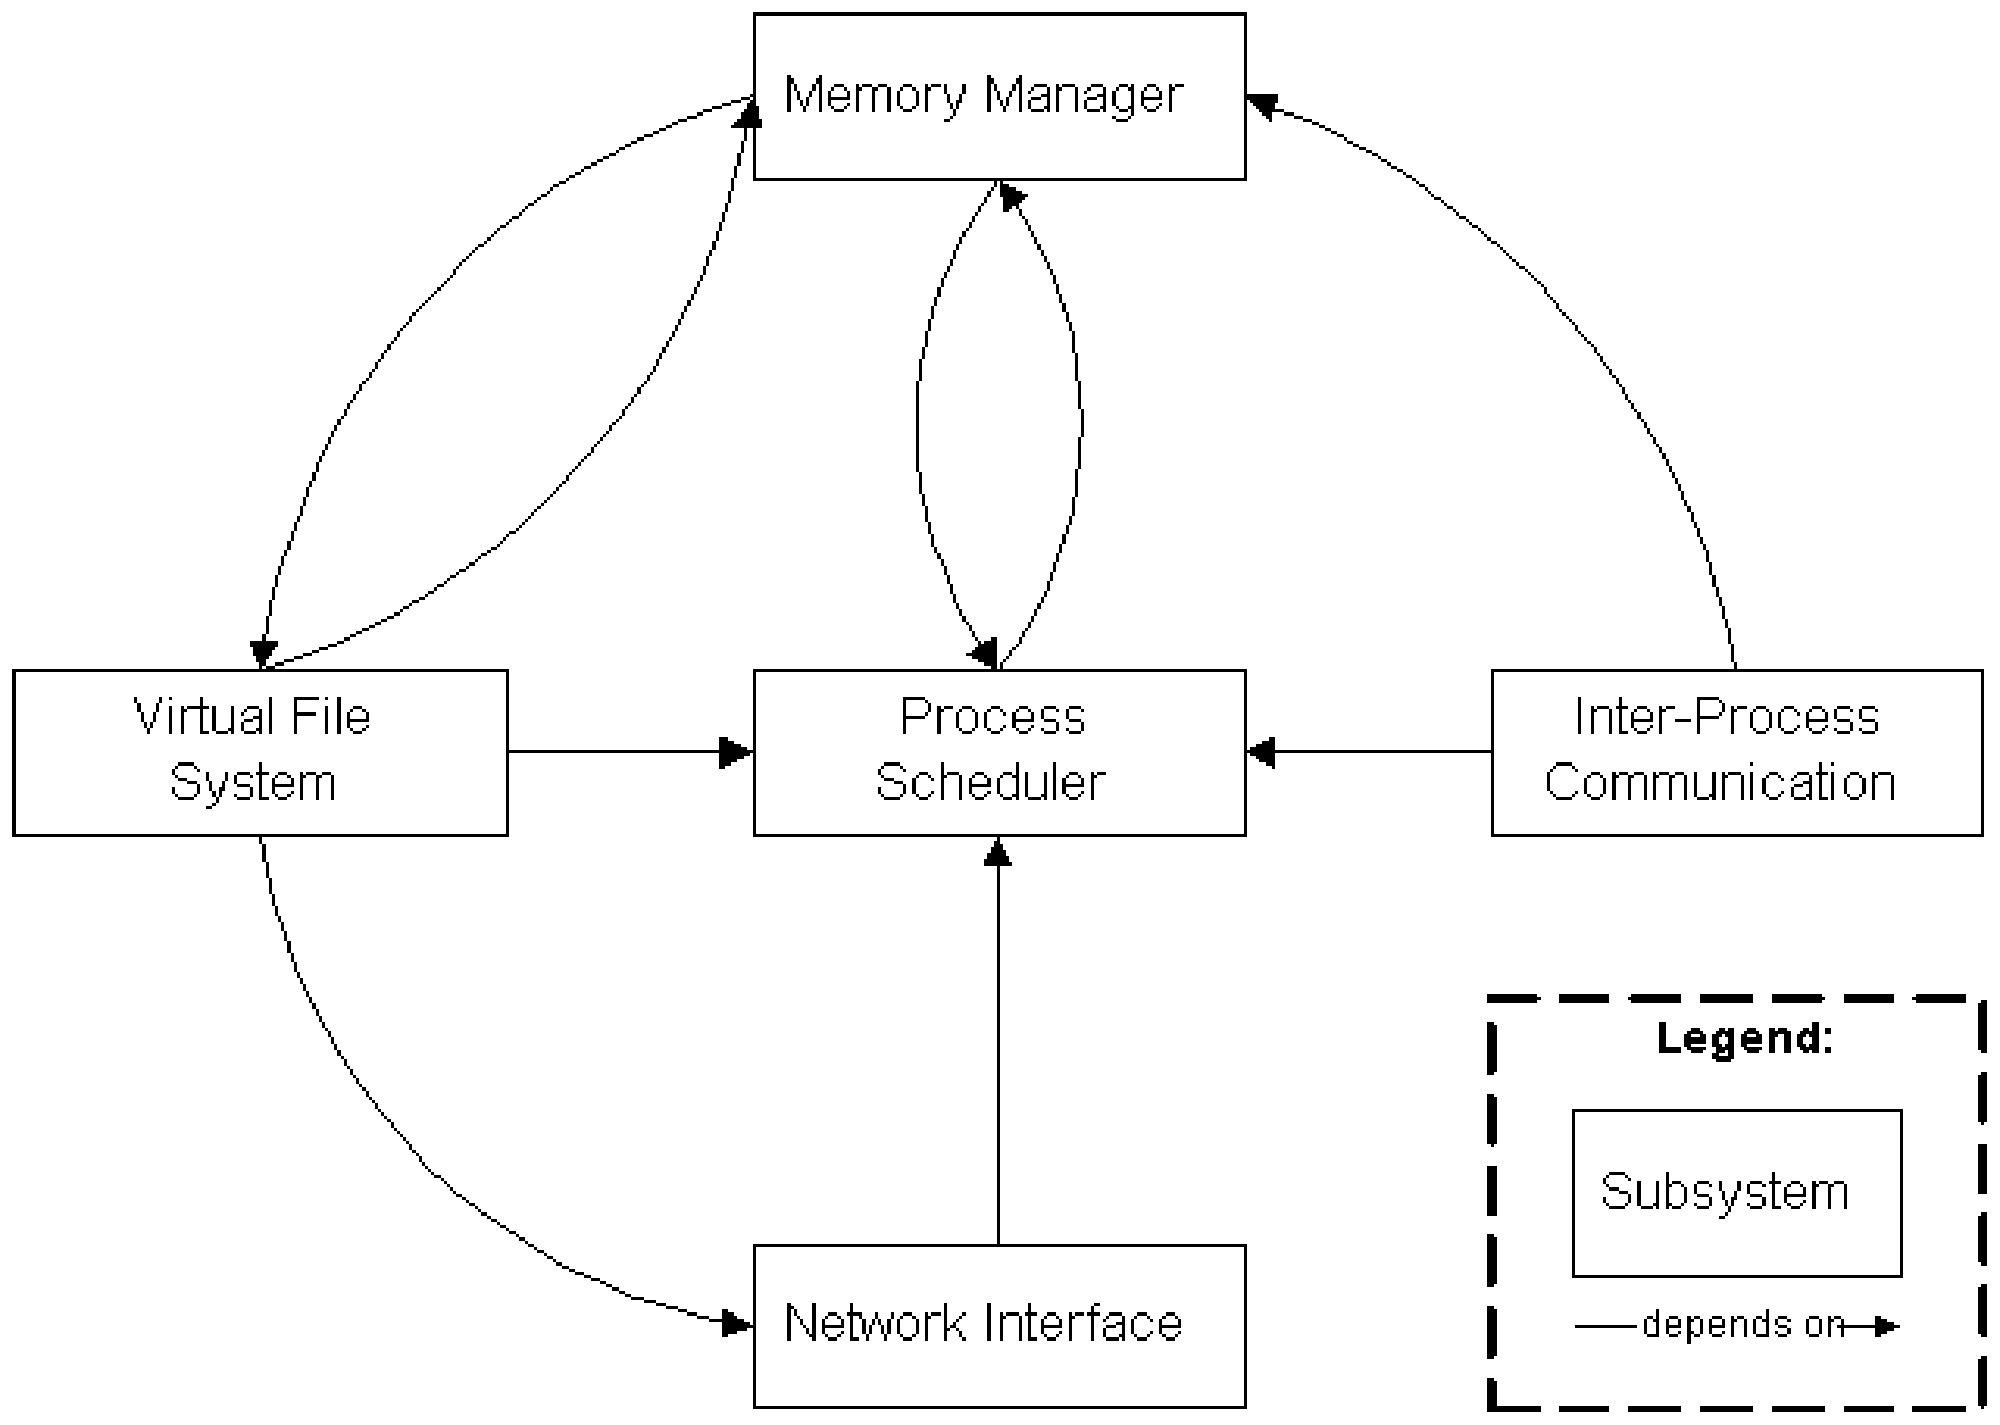 Memory Manager
Virtual File
System
Process
Scheduler
Inter-Process
Communication
Network Interface
Legend:
Subsystem
depends on